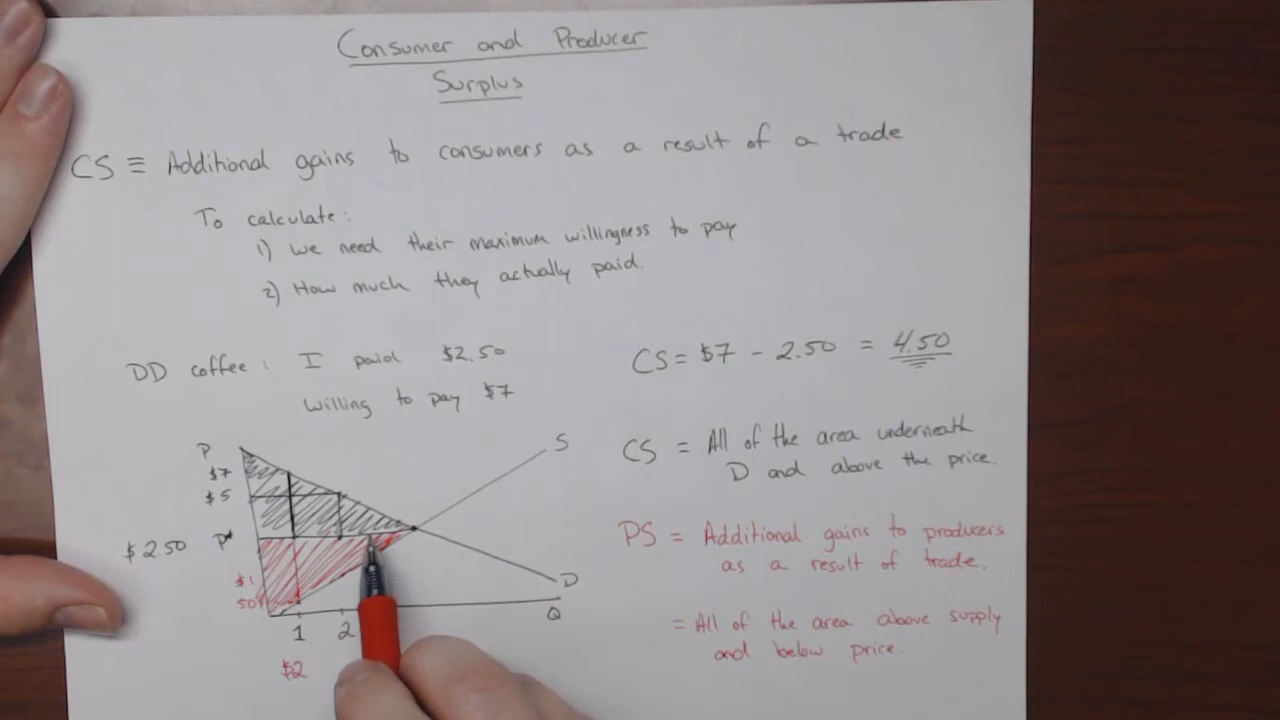 Consumer and Producer
Surplus
CS ≡ Additional gains to consumers as a result of a trade
To calculate:
1) we need their maximum willingness to pay
2) How much they actually paid.
DD coffee: I paid $2.50
Willing to pay $7
CS = $7 - 2.50 = 4.50
CS = All of the area underneath
D and above the price.
PS = Additional gains to producers
as a result of trade.
= All of the area above supply
and below price.
P
S
$7
$5
$2.50 P*
$1
50¢
D
Q
1 2
$2